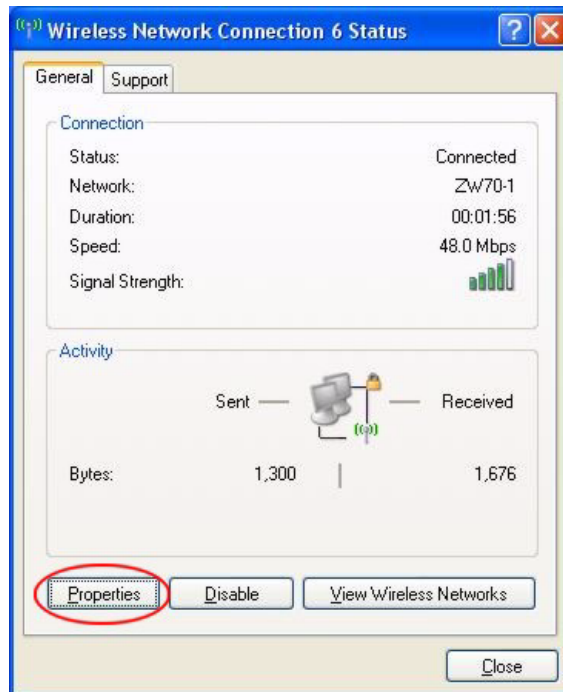 Wireless Network Connection 6 Status
General Support
Connection
Status: Connected
Network: ZW70-1
Duration: 00:01:56
Speed: 48.0 Mbps
Signal Strength:
Activity
Sent Received
Bytes: 1,300 1,676
Properties Disable View Wireless Networks
Close